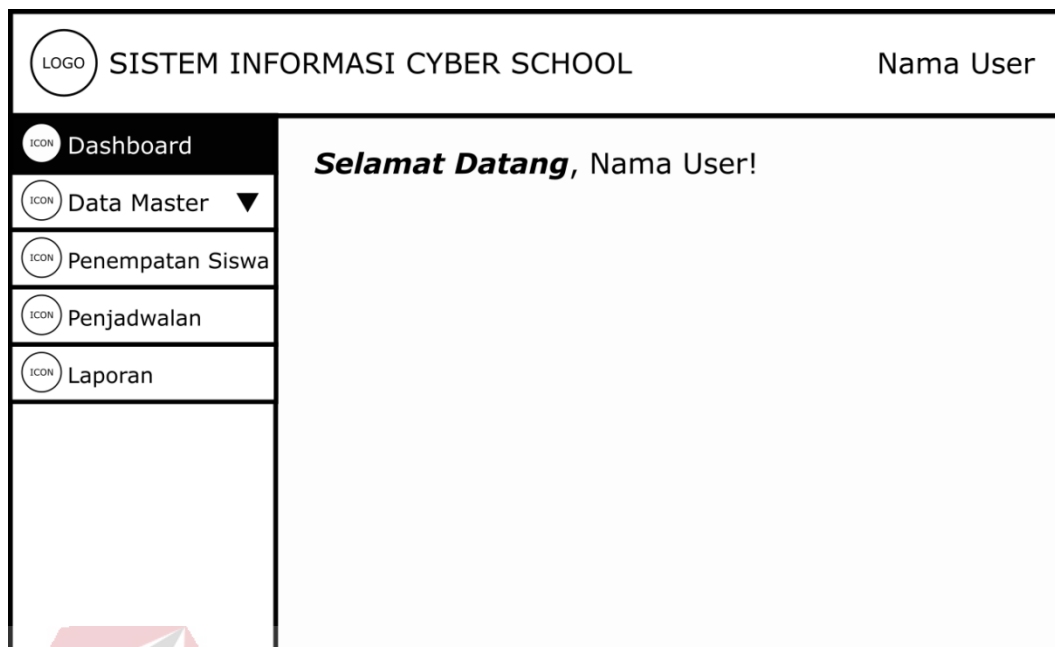 LOGO SISTEM INFORMASI CYBER SCHOOL Nama User
ICON Dashboard
Selamat Datang, Nama User!
ICON Data Master ▼
ICON Penempatan Siswa
ICON Penjadwalan
ICON Laporan